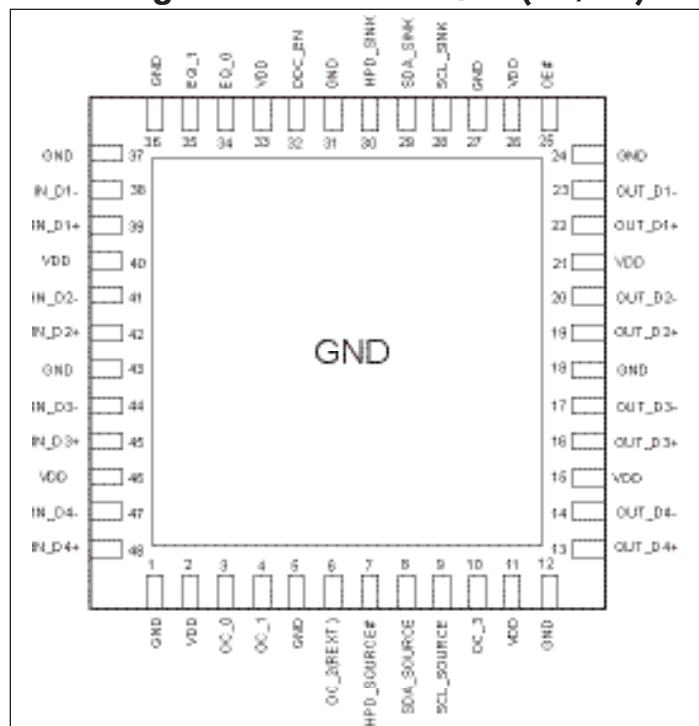 GND EQ_1 EQ_0 VDD DDC_EN GND HPD_SINK SDA_SINK SCL_SINK GND VDD OE#
36 35 34 33 32 31 30 29 28 27 26 25
GND 37 24 GND
IN_D1- 38 23 OUT_D1-
IN_D1+ 39 22 OUT_D1+
VDD 40 21 VDD
IN_D2- 41 20 OUT_D2-
IN_D2+ 42 19 OUT_D2+
GND
GND 43 18 GND
IN_D3- 44 17 OUT_D3-
IN_D3+ 45 16 OUT_D3+
VDD 46 15 VDD
IN_D4- 47 14 OUT_D4-
IN_D4+ 48 13 OUT_D4+
1 2 3 4 5 6 7 8 9 10 11 12
GND VDD OC_0 OC_1 GND OC_2(REXT) HPD_SOURCE# SDA_SOURCE SCL_SOURCE OC_3 VDD GND